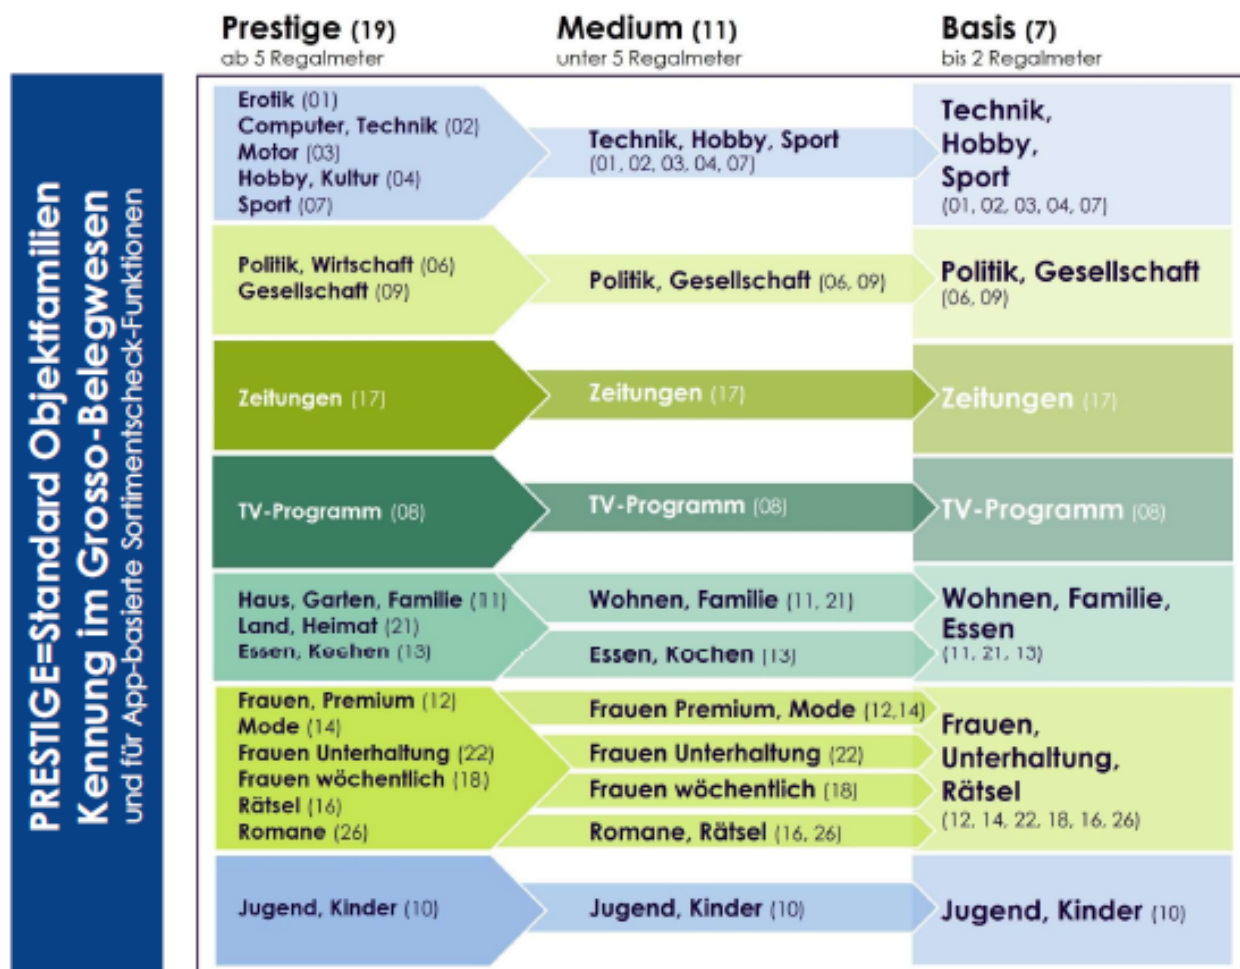 Prestige (19)
ab 5 Regalmeter
Medium (11)
unter 5 Regalmeter
Basis (7)
bis 2 Regalmeter
PRESTIGE=Standard Objektfamilien
Kennung im Grosso-Belegwesen
und für App-basierte Sortimentscheck-Funktionen
Erotik (01)
Computer, Technik (02)
Motor (03)
Hobby, Kultur (04)
Sport (07)
Technik, Hobby, Sport
(01, 02, 03, 04, 07)
Technik,
Hobby,
Sport
(01, 02, 03, 04, 07)
Politik, Wirtschaft (06)
Gesellschaft (09)
Politik, Gesellschaft (06, 09)
Politik, Gesellschaft
(06, 09)
Zeitungen (17)
Zeitungen (17)
Zeitungen (17)
TV-Programm (08)
TV-Programm (08)
TV-Programm (08)
Haus, Garten, Familie (11)
Land, Heimat (21)
Essen, Kochen (13)
Wohnen, Familie (11, 21)
Essen, Kochen (13)
Wohnen, Familie,
Essen
(11, 21, 13)
Frauen, Premium (12)
Mode (14)
Frauen Unterhaltung (22)
Frauen wöchentlich (18)
Rätsel (16)
Romane (26)
Frauen Premium, Mode (12,14)
Frauen Unterhaltung (22)
Frauen wöchentlich (18)
Romane, Rätsel (16, 26)
Frauen,
Unterhaltung,
Rätsel
(12, 14, 22, 18, 16, 26)
Jugend, Kinder (10)
Jugend, Kinder (10)
Jugend, Kinder (10)